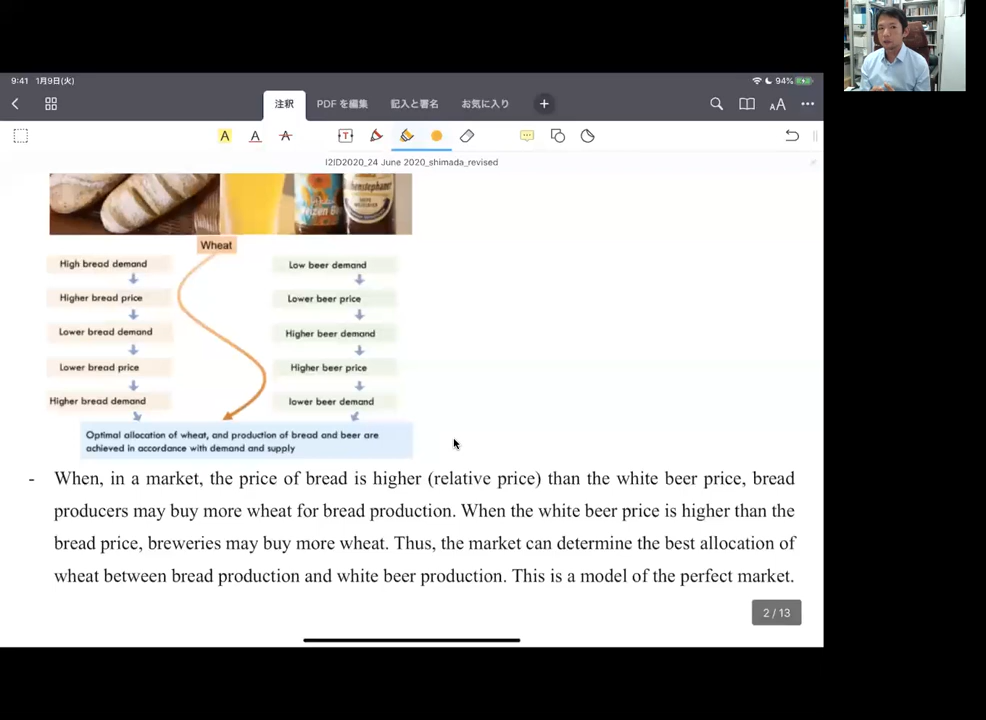 9:41 1月9日(火)
94%
注釈
PDF を編集
記入と署名
お気に入り
AA
A
A
A
T
I2ID2020_24 June 2020_shimada_revised
Wheat
High bread demand
Higher bread price
Lower bread demand
Lower bread price
Higher bread demand
Low beer demand
Lower beer price
Higher beer demand
Higher beer price
lower beer demand
Optimal allocation of wheat, and production of bread and beer are
achieved in accordance with demand and supply
- When, in a market, the price of bread is higher (relative price) than the white beer price, bread
producers may buy more wheat for bread production. When the white beer price is higher than the
bread price, breweries may buy more wheat. Thus, the market can determine the best allocation of
wheat between bread production and white beer production. This is a model of the perfect market.
2 / 13